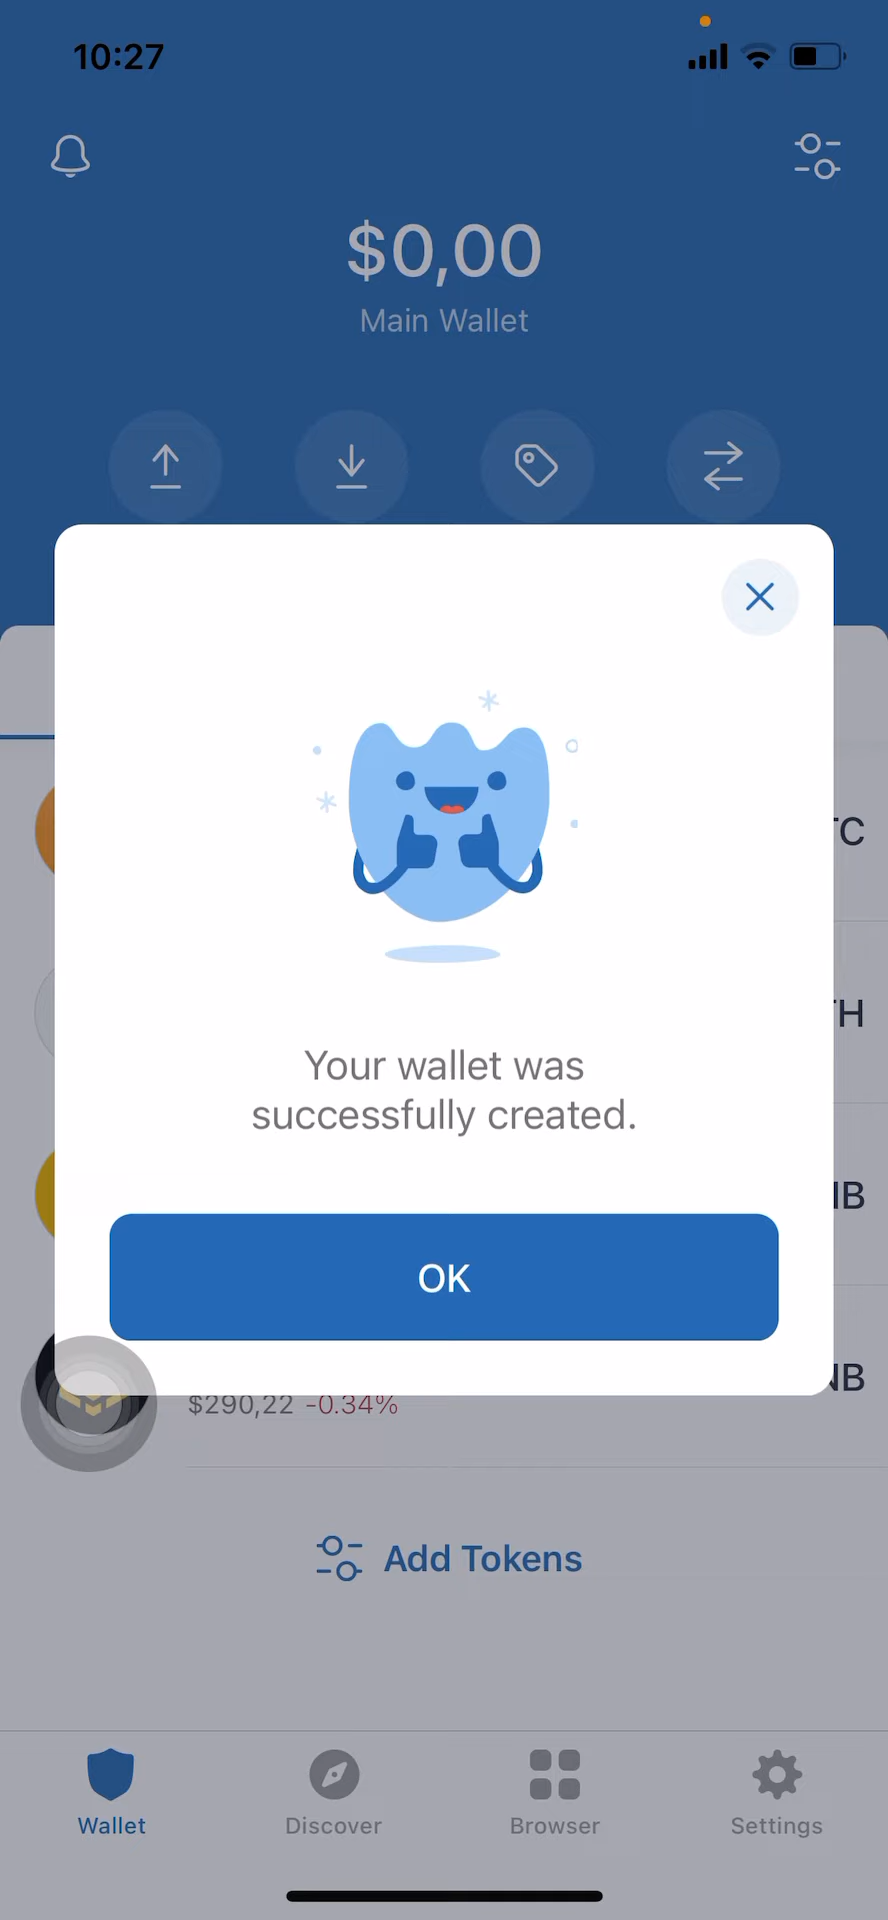 10:27
$0,00
Main Wallet
Your wallet was
successfully created.
OK
$290,22 -0.34%
Add Tokens
Wallet
Discover
Browser
Settings